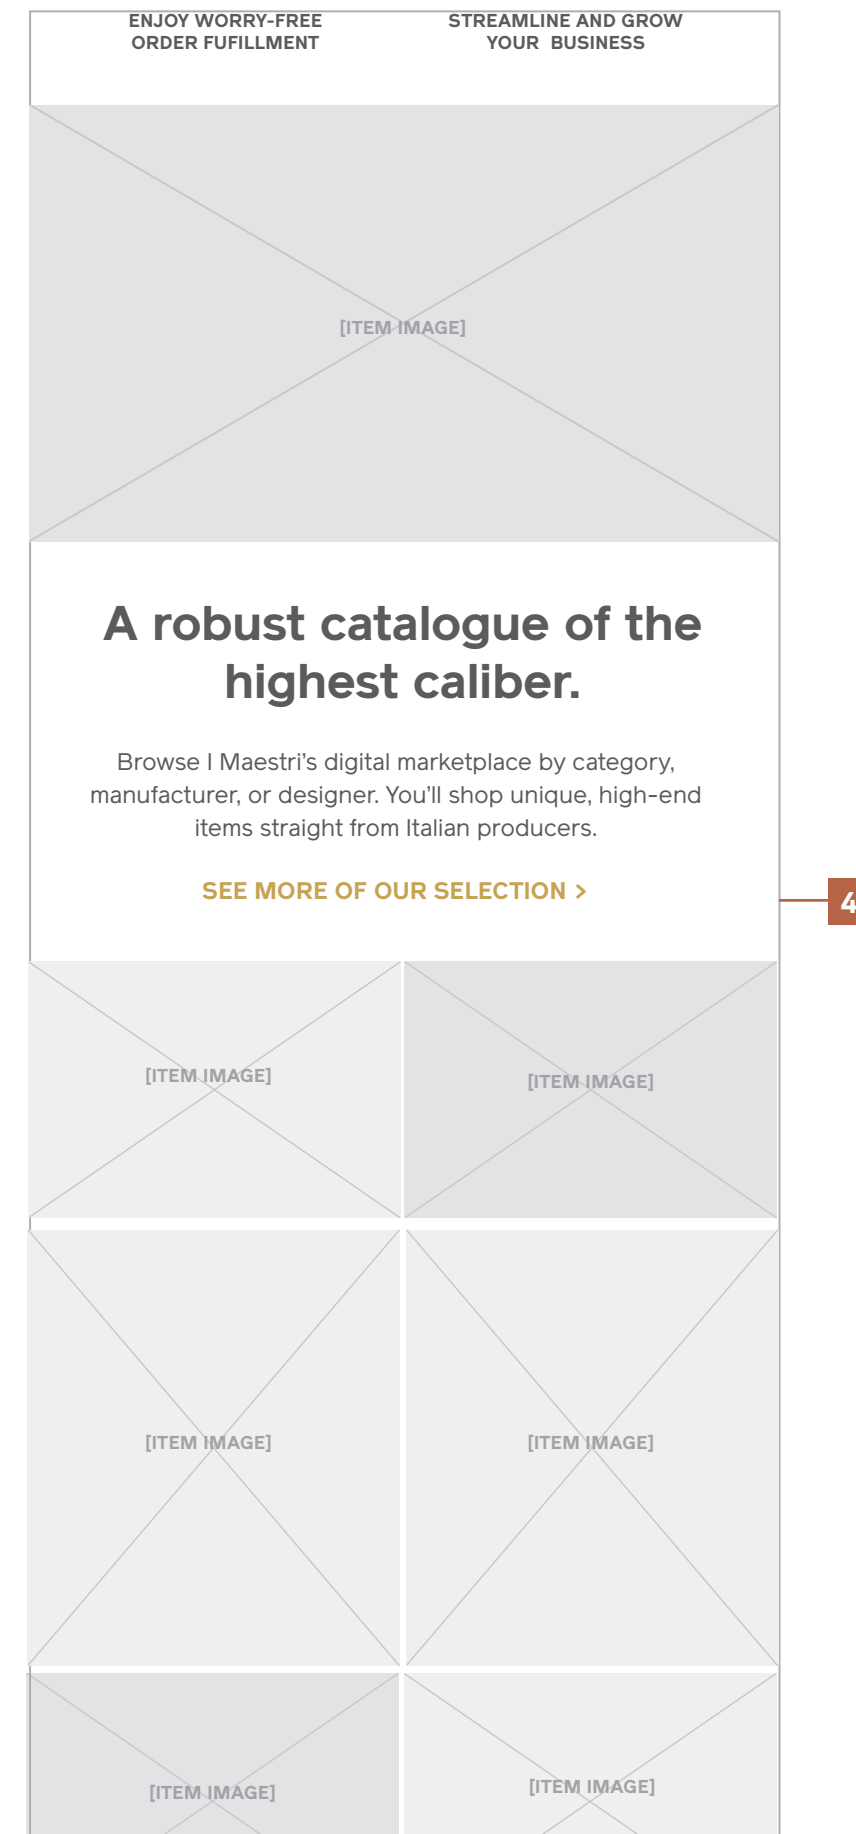 ENJOY WORRY-FREE
ORDER FUFILLMENT
STREAMLINE AND GROW
YOUR  BUSINESS
[ITEM IMAGE]
A robust catalogue of the
highest caliber.
Browse I Maestri’s digital marketplace by category,
manufacturer, or designer. You’ll shop unique, high-end
items straight from Italian producers.
SEE MORE OF OUR SELECTION >
4
[ITEM IMAGE]
[ITEM IMAGE]
[ITEM IMAGE]
[ITEM IMAGE]
[ITEM IMAGE]
[ITEM IMAGE]